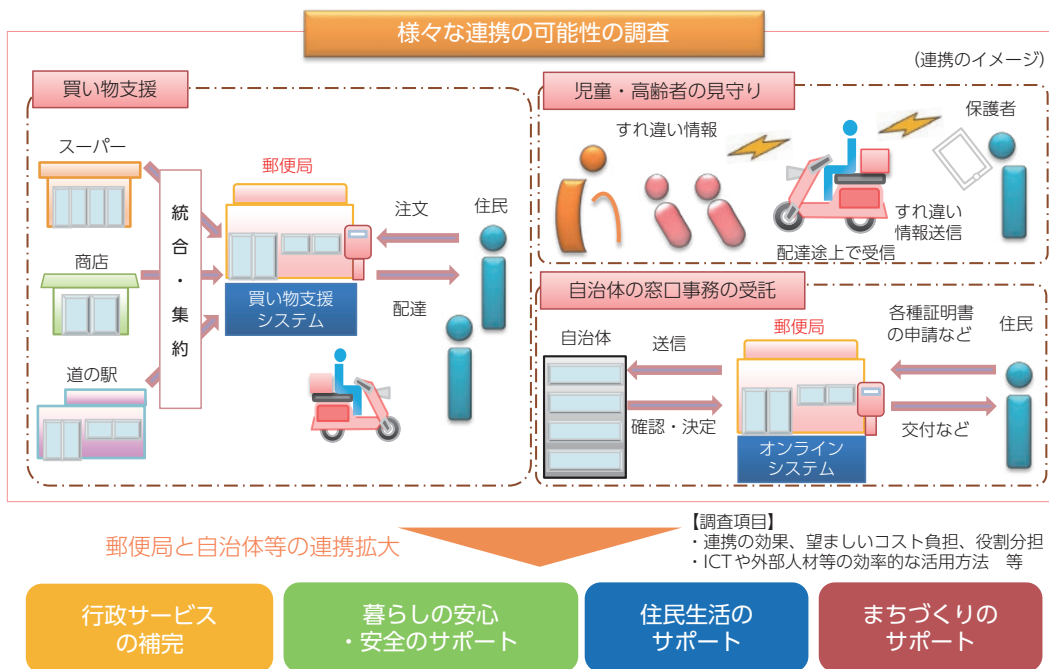 様々な連携の可能性の調査
(連携のイメージ)
買い物支援
スーパー
商店
道の駅
統合・集約
郵便局
買い物支援
システム
注文
配達
住民
児童・高齢者の見守り
すれ違い情報
保護者
すれ違い
情報送信
配達途上で受信
自治体の窓口事務の受託
自治体
送信
確認・決定
郵便局
オンライン
システム
各種証明書
の申請など
交付など
住民
郵便局と自治体等の連携拡大
【調査項目】
・連携の効果、望ましいコスト負担、役割分担
・ICTや外部人材等の効率的な活用方法 等
行政サービス
の補完
暮らしの安心
・安全のサポート
住民生活の
サポート
まちづくりの
サポート